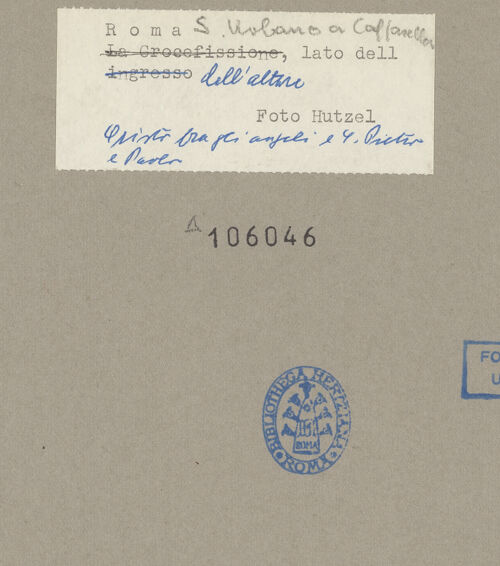 Roma S. Urbano a Caffarella
La Crocefissione, lato dell
ingresso dell'altare
Foto Hutzel
Cristo fra gli angeli e S. Pietro
e Paolo
A 106046
FO
U
BIBLIOTHECA HERTZIANA
ROMA
ROMA